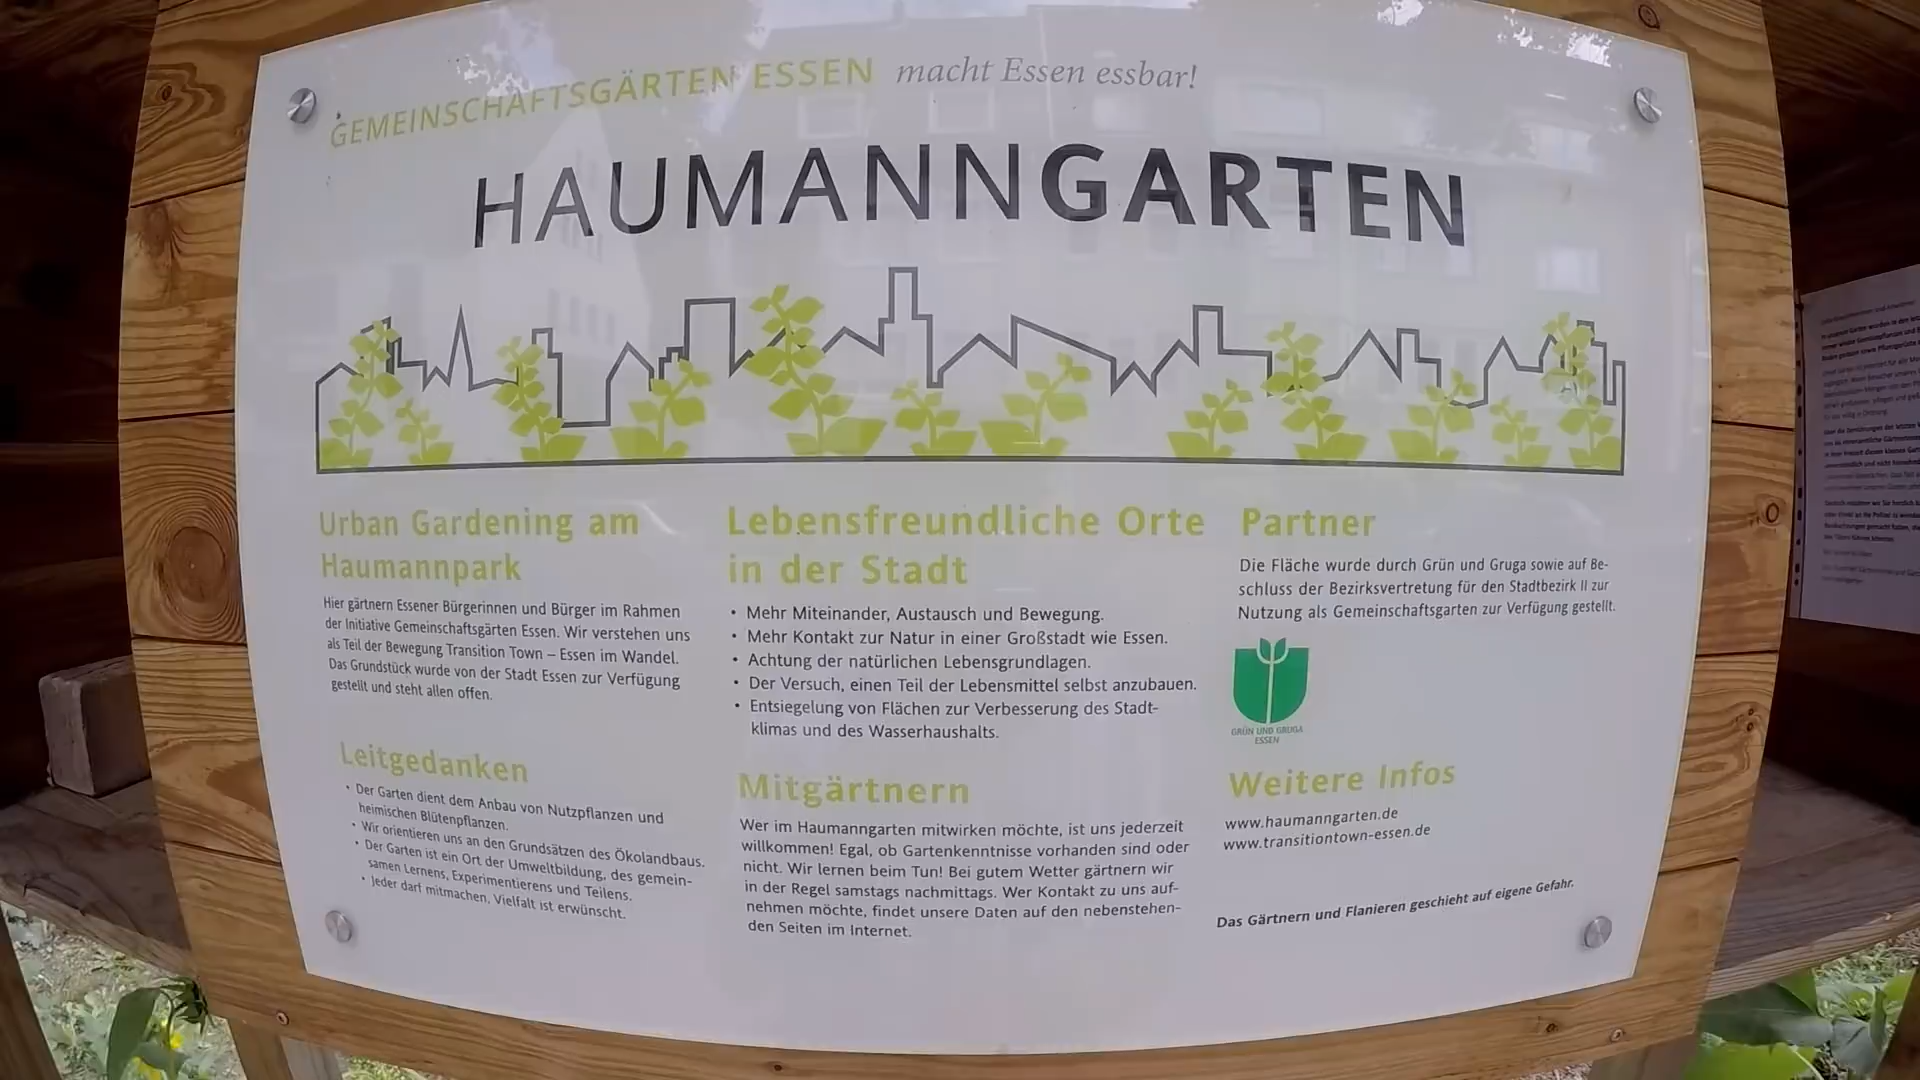 GEMEINSCHAFTSGÄRTEN ESSEN macht Essen essbar!
HAUMANNGARTEN
Urban Gardening am
Haumannpark
Hier gärtnern Essener Bürgerinnen und Bürger im Rahmen
der Initiative Gemeinschaftsgärten Essen. Wir verstehen uns
als Teil der Bewegung Transition Town – Essen im Wandel.
Das Grundstück wurde von der Stadt Essen zur Verfügung
gestellt und steht allen offen.
Leitgedanken
• Der Garten dient dem Anbau von Nutzpflanzen und
heimischen Blütenpflanzen.
• Wir orientieren uns an den Grundsätzen des Ökolandbaus.
• Der Garten ist ein Ort der Umweltbildung, des gemein-
samen Lernens, Experimentierens und Teilens.
• Jeder darf mitmachen, Vielfalt ist erwünscht.
Lebensfreundliche Orte
in der Stadt
• Mehr Miteinander, Austausch und Bewegung.
• Mehr Kontakt zur Natur in einer Großstadt wie Essen.
• Achtung der natürlichen Lebensgrundlagen.
• Der Versuch, einen Teil der Lebensmittel selbst anzubauen.
• Entsiegelung von Flächen zur Verbesserung des Stadt-
klimas und des Wasserhaushalts.
Mitgärtnern
Wer im Haumanngarten mitwirken möchte, ist uns jederzeit
willkommen! Egal, ob Gartenkenntnisse vorhanden sind oder
nicht. Wir lernen beim Tun! Bei gutem Wetter gärtnern wir
in der Regel samstags nachmittags. Wer Kontakt zu uns auf-
nehmen möchte, findet unsere Daten auf den nebenstehen-
den Seiten im Internet.
Partner
Die Fläche wurde durch Grün und Gruga sowie auf Be-
schluss der Bezirksvertretung für den Stadtbezirk II zur
Nutzung als Gemeinschaftsgarten zur Verfügung gestellt.
GRÜN UND GRUGA
ESSEN
Weitere Infos
www.haumanngarten.de
www.transitiontown-essen.de
Das Gärtnern und Flanieren geschieht auf eigene Gefahr.